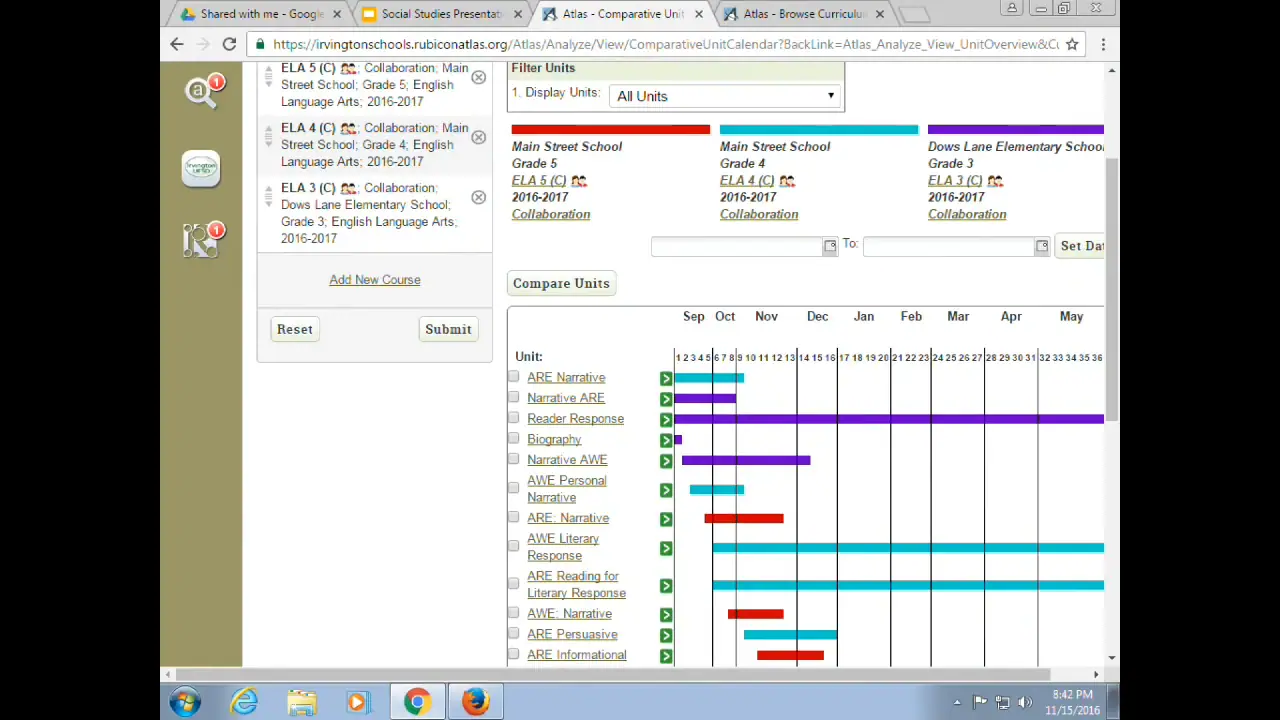 Shared with me - Google
Social Studies Presentati
Atlas - Comparative Unit
Atlas - Browse Curriculu
https://irvingtonschools.rubiconatlas.org/Atlas/Analyze/View/ComparativeUnitCalendar?BackLink=Atlas_Analyze_View_UnitOverview&Cu
1
1
ELA 5 (C) ; Collaboration; Main
Street School; Grade 5; English
Language Arts; 2016-2017
ELA 4 (C) ; Collaboration; Main
Street School; Grade 4; English
Language Arts; 2016-2017
ELA 3 (C) ; Collaboration;
Dows Lane Elementary School;
Grade 3; English Language Arts;
2016-2017
Add New Course
Reset Submit
Filter Units
1. Display Units: All Units
Main Street School
Grade 5
ELA 5 (C)
2016-2017
Collaboration
Main Street School
Grade 4
ELA 4 (C)
2016-2017
Collaboration
Dows Lane Elementary School
Grade 3
ELA 3 (C)
2016-2017
Collaboration
To: Set Dat
Compare Units
Sep Oct Nov Dec Jan Feb Mar Apr May
Unit: 1 2 3 4 5 6 7 8 9 10 11 12 13 14 15 16 17 18 19 20 21 22 23 24 25 26 27 28 29 30 31 32 33 34 35 36
ARE Narrative
Narrative ARE
Reader Response
Biography
Narrative AWE
AWE Personal
Narrative
ARE: Narrative
AWE Literary
Response
ARE Reading for
Literary Response
AWE: Narrative
ARE Persuasive
ARE Informational
8:42 PM
11/15/2016